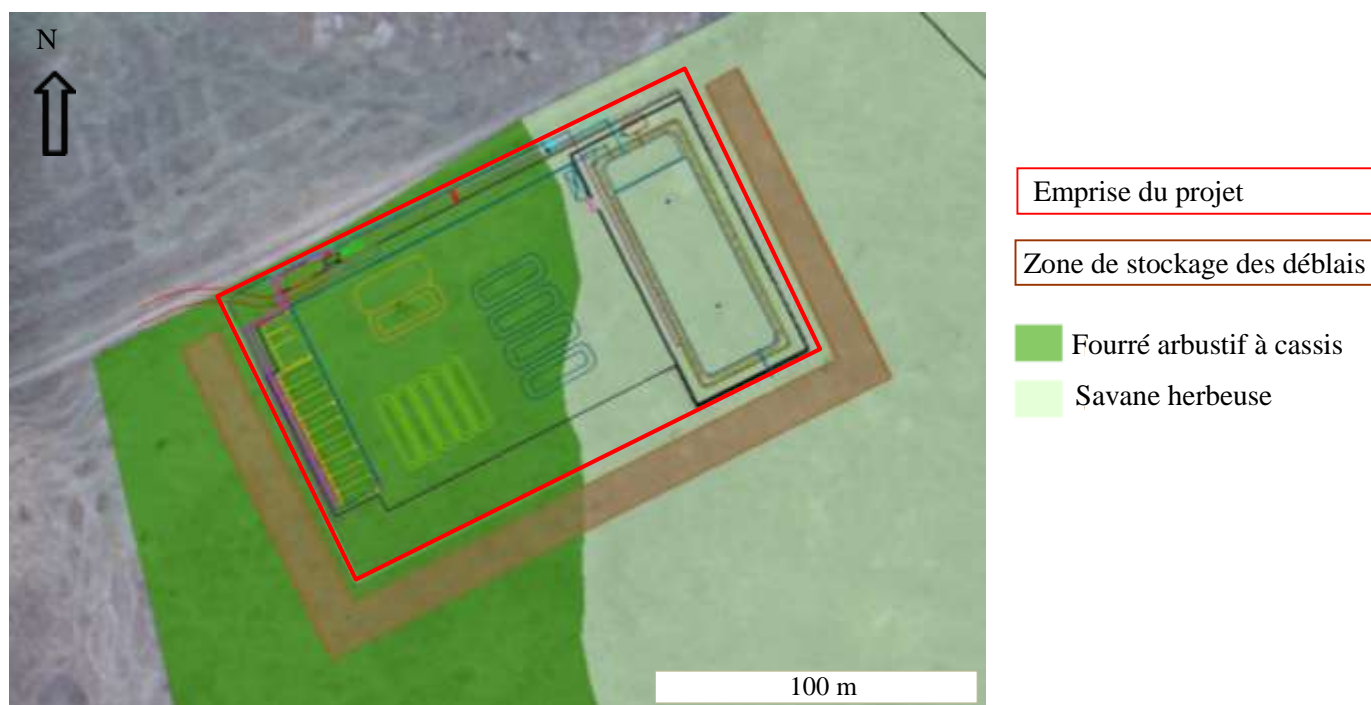 N
Emprise du projet
Zone de stockage des déblais
Fourré arbustif à cassis
Savane herbeuse
100 m